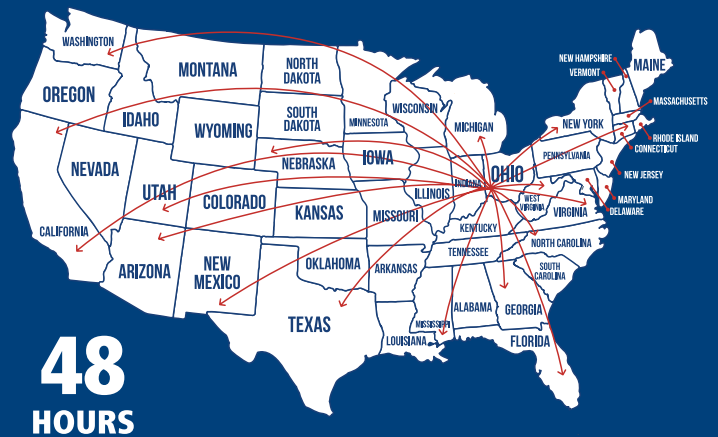 WASHINGTON
MONTANA
NORTH
DAKOTA
NEW HAMPSHIRE
VERMONT
MAINE
OREGON
IDAHO
WYOMING
SOUTH
DAKOTA
MINNESOTA
WISCONSIN
MICHIGAN
NEW YORK
MASSACHUSETTS
RHODE ISLAND
CONNECTICUT
NEVADA
UTAH
COLORADO
NEBRASKA
IOWA
ILLINOIS
INDIANA
OHIO
PENNSYLVANIA
NEW JERSEY
MARYLAND
DELAWARE
CALIFORNIA
KANSAS
MISSOURI
KENTUCKY
WEST
VIRGINIA
VIRGINIA
ARIZONA
NEW
MEXICO
OKLAHOMA
ARKANSAS
TENNESSEE
NORTH CAROLINA
SOUTH
CAROLINA
TEXAS
LOUISIANA
MISSISSIPPI
ALABAMA
GEORGIA
FLORIDA
48
HOURS